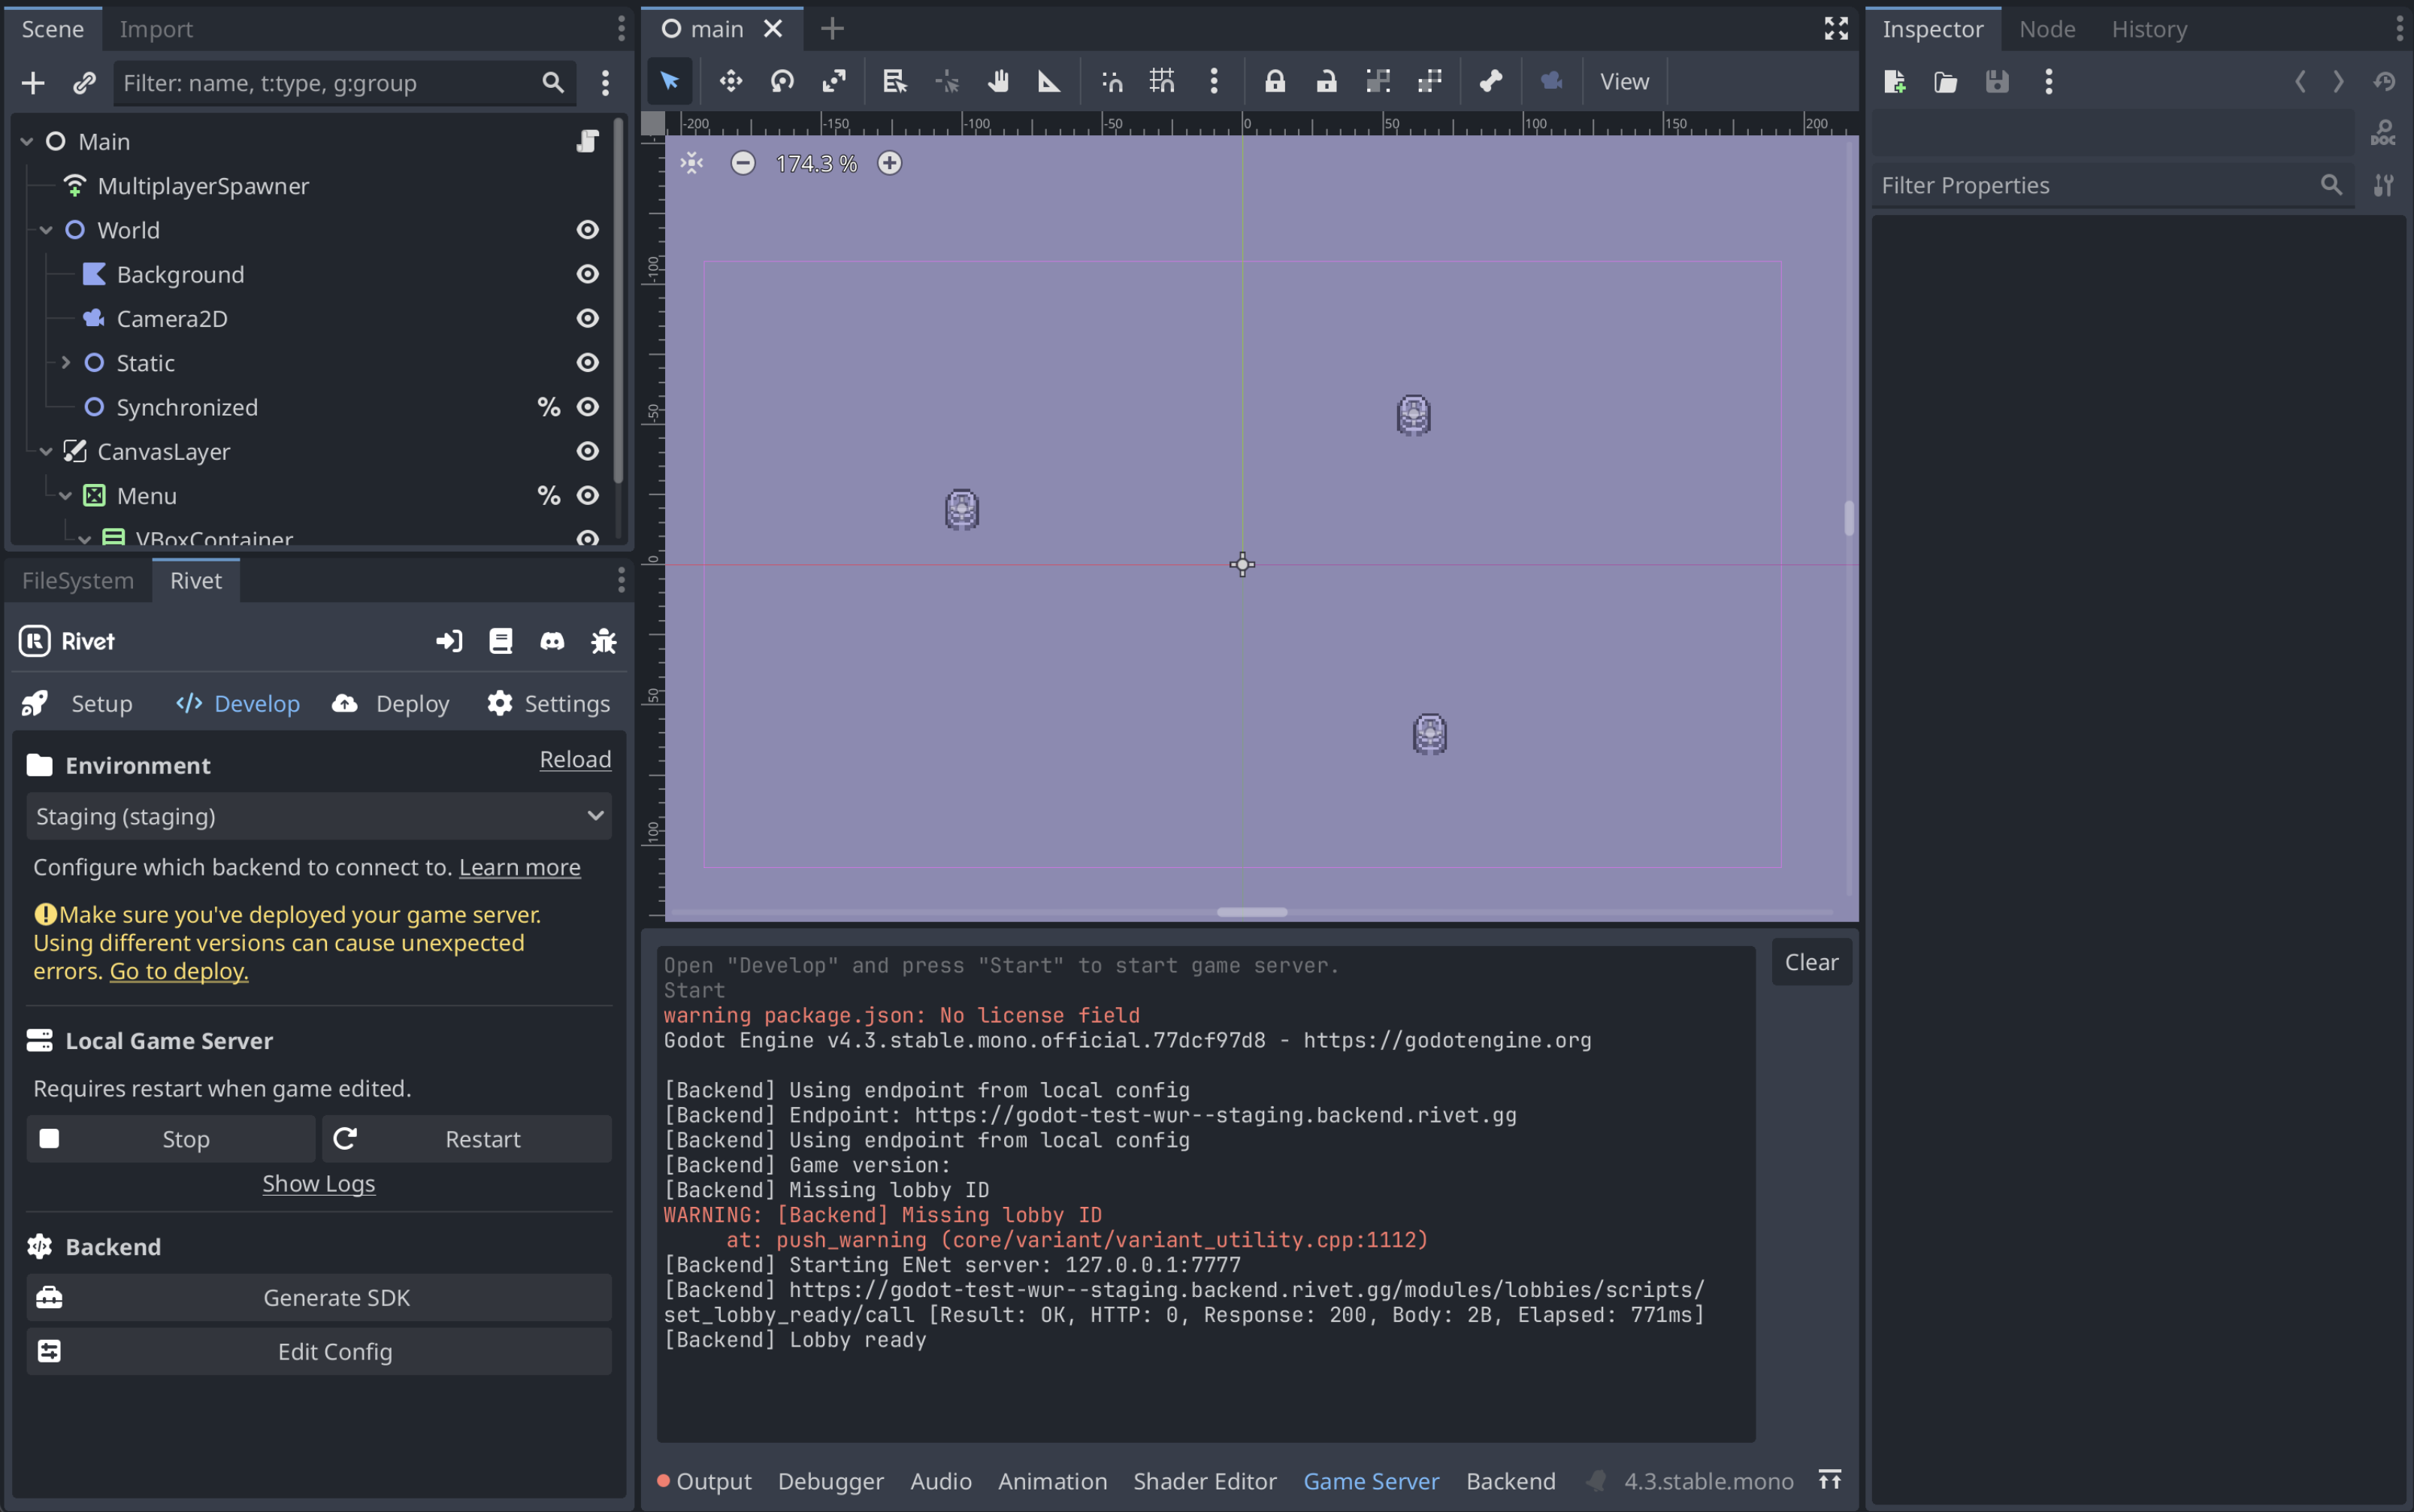 Scene Import
Filter: name, t:type, g:group
Main
MultiplayerSpawner
World
Background
Camera2D
Static
Synchronized %
CanvasLayer
Menu %
VBoxContainer
FileSystem Rivet
Rivet
Setup Develop Deploy Settings
Environment Reload
Staging (staging)
Configure which backend to connect to. Learn more
Make sure you've deployed your game server.
Using different versions can cause unexpected
errors. Go to deploy.
Local Game Server
Requires restart when game edited.
Stop Restart
Show Logs
Backend
Generate SDK
Edit Config
main
View
-200 -150 -100 -50 0 50 100 150 200
174.3 %
-100
-50
0
50
100
Open "Develop" and press "Start" to start game server.
Start
warning package.json: No license field
Godot Engine v4.3.stable.mono.official.77dcf97d8 - https://godotengine.org
[Backend] Using endpoint from local config
[Backend] Endpoint: https://godot-test-wur--staging.backend.rivet.gg
[Backend] Using endpoint from local config
[Backend] Game version:
[Backend] Missing lobby ID
WARNING: [Backend] Missing lobby ID
at: push_warning (core/variant/variant_utility.cpp:1112)
[Backend] Starting ENet server: 127.0.0.1:7777
[Backend] https://godot-test-wur--staging.backend.rivet.gg/modules/lobbies/scripts/
set_lobby_ready/call [Result: OK, HTTP: 0, Response: 200, Body: 2B, Elapsed: 771ms]
[Backend] Lobby ready
Clear
Output Debugger Audio Animation Shader Editor Game Server Backend 4.3.stable.mono
Inspector Node History
DOC
Filter Properties